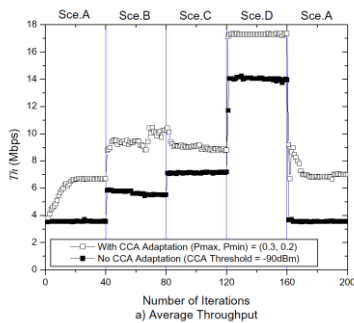 Sce.A Sce.B Sce.C Sce.D Sce.A
18
16
14
12
10
8
6
4
2
0
Th (Mbps)
With CCA Adaptation (Pmax, Pmin) = (0.3, 0.2)
No CCA Adaptation (CCA Threshold = -90dBm)
0 40 80 120 160 200
Number of Iterations
a) Average Throughput